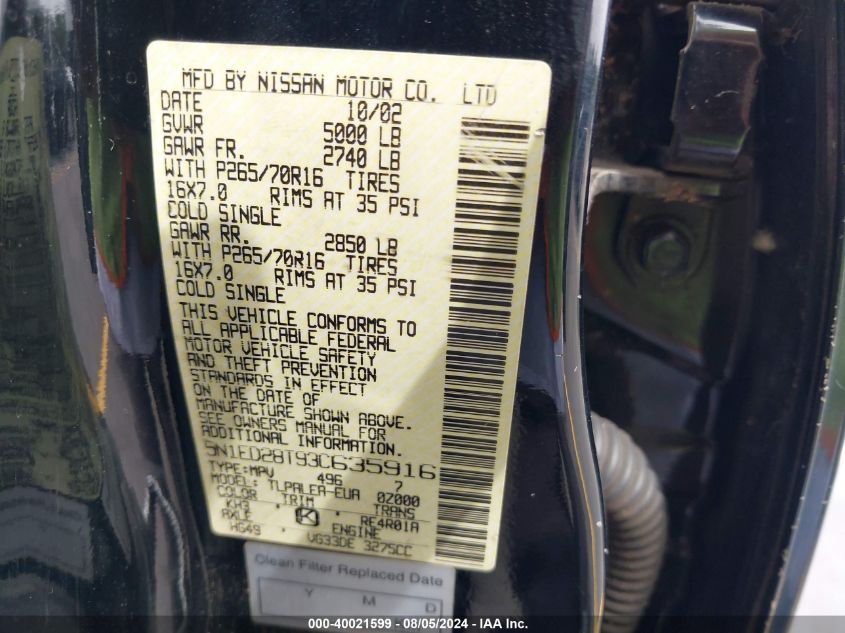 MFD BY NISSAN MOTOR CO. LTD
DATE 10/02
GVWR 5000 LB
GAWR FR. 2740 LB
WITH P265/70R16 TIRES
16X7.0 RIMS AT 35 PSI
COLD SINGLE
GAWR RR. 2850 LB
WITH P265/70R16 TIRES
16X7.0 RIMS AT 35 PSI
COLD SINGLE
THIS VEHICLE CONFORMS TO
ALL APPLICABLE FEDERAL
MOTOR VEHICLE SAFETY
AND THEFT PREVENTION
STANDARDS IN EFFECT
ON THE DATE OF
MANUFACTURE SHOWN ABOVE.
SEE OWNERS MANUAL FOR
ADDITIONAL INFORMATION.
5N1ED28T93C635916
TYPE: MPV 496 7
MODEL: TLPALEA-EUA 0Z000
COLOR TRIM TRANS
KH3 K RE4R01A
AXLE ENGINE
HG49 VG33DE 3275CC
Clean Filter Replaced Date
Y M D
000-40021599 - 08/05/2024 - IAA Inc.